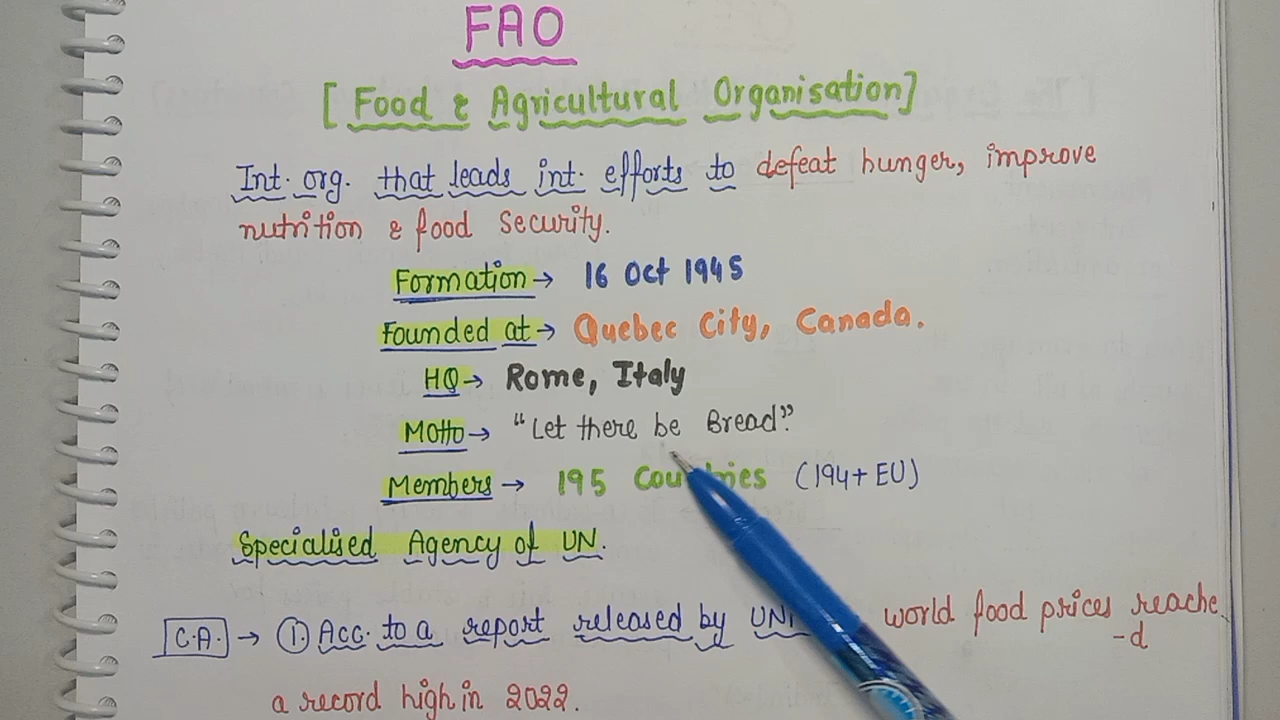 FAO
[Food & Agricultural Organisation]
Int. org. that leads int. efforts to defeat hunger, improve
nutrition & food security.
Formation → 16 Oct 1945
Founded at → Quebec City, Canada.
HQ → Rome, Italy
Motto → "Let there be Bread".
Members → 195 Countries (194 + EU)
Specialised Agency of UN.
C.A. → ① Acc. to a report released by world food prices reache
-d
a record high in 2022.